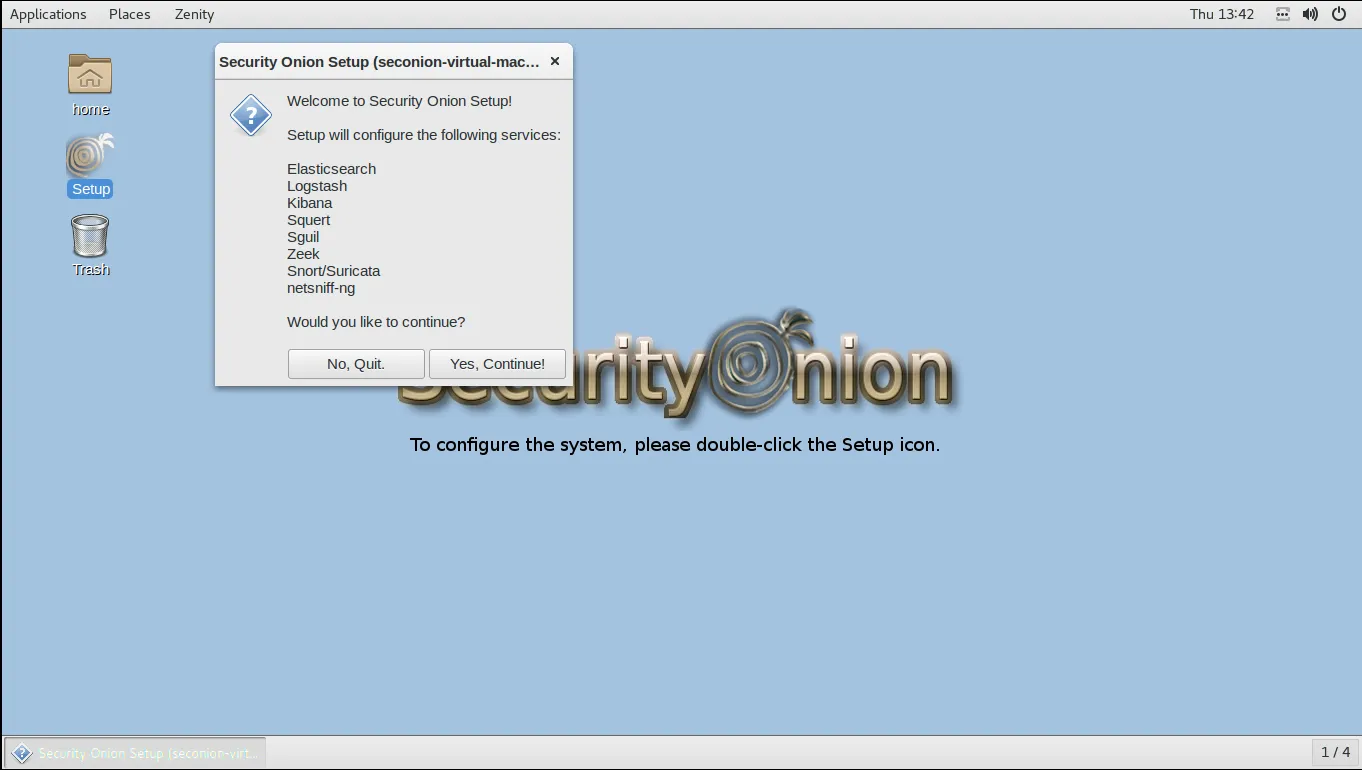 Applications Places Zenity Thu 13:42
home
Setup
Trash
Security Onion Setup (seconion-virtual-mac...
Welcome to Security Onion Setup!
Setup will configure the following services:
Elasticsearch
Logstash
Kibana
Squert
Sguil
Zeek
Snort/Suricata
netsniff-ng
Would you like to continue?
No, Quit. Yes, Continue!
Security Onion
To configure the system, please double-click the Setup icon.
Security Onion Setup (seconion-virt... 1 / 4